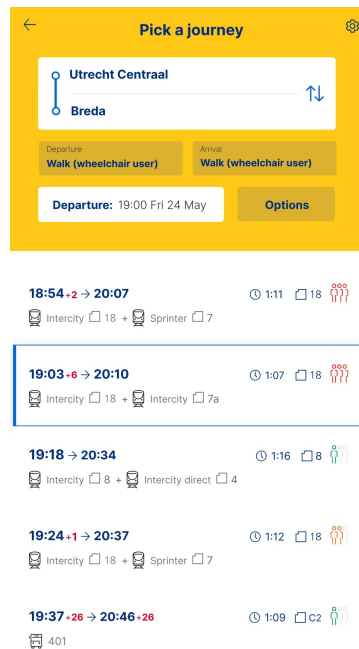 Pick a journey
Utrecht Centraal
Breda
Departure
Walk (wheelchair user)
Arrival
Walk (wheelchair user)
Departure: 19:00 Fri 24 May
Options
18:54 +2 → 20:07 1:11 18
Intercity 18 + Sprinter 7
19:03 +6 → 20:10 1:07 18
Intercity 18 + Intercity 7a
19:18 → 20:34 1:16 8
Intercity 8 + Intercity direct 4
19:24 +1 → 20:37 1:12 18
Intercity 18 + Sprinter 7
19:37 +26 → 20:46 +26 1:09 C2
401